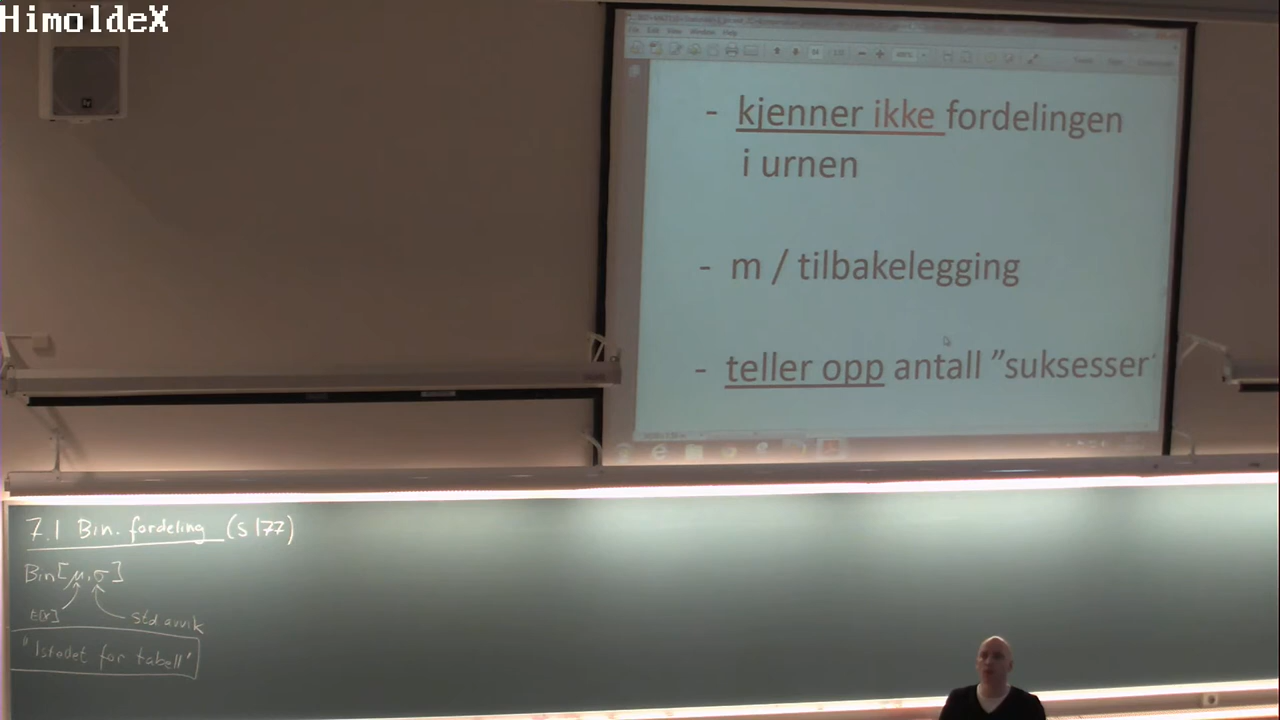 HimoldeX
- kjenner ikke fordelingen
i urnen
- m / tilbakelegging
- teller opp antall ”suksesser
7.1 Bin. fordeling (s 177)
Bin[μ,σ]
E[X] std avvik
"Istedet for tabell"